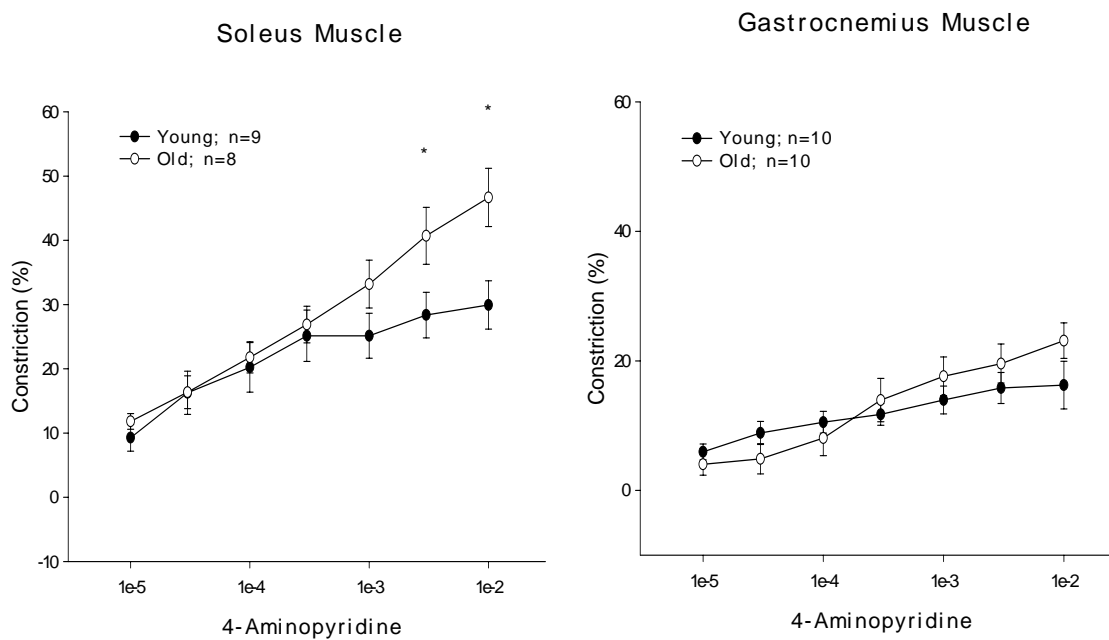 Soleus Muscle
60
50
40
30
20
10
0
-10
Constriction (%)
Young; n=9
Old; n=8
*
*
1e-5
1e-4
1e-3
1e-2
4-Aminopyridine
Gastrocnemius Muscle
60
40
20
0
Constriction (%)
Young; n=10
Old; n=10
1e-5
1e-4
1e-3
1e-2
4-Aminopyridine